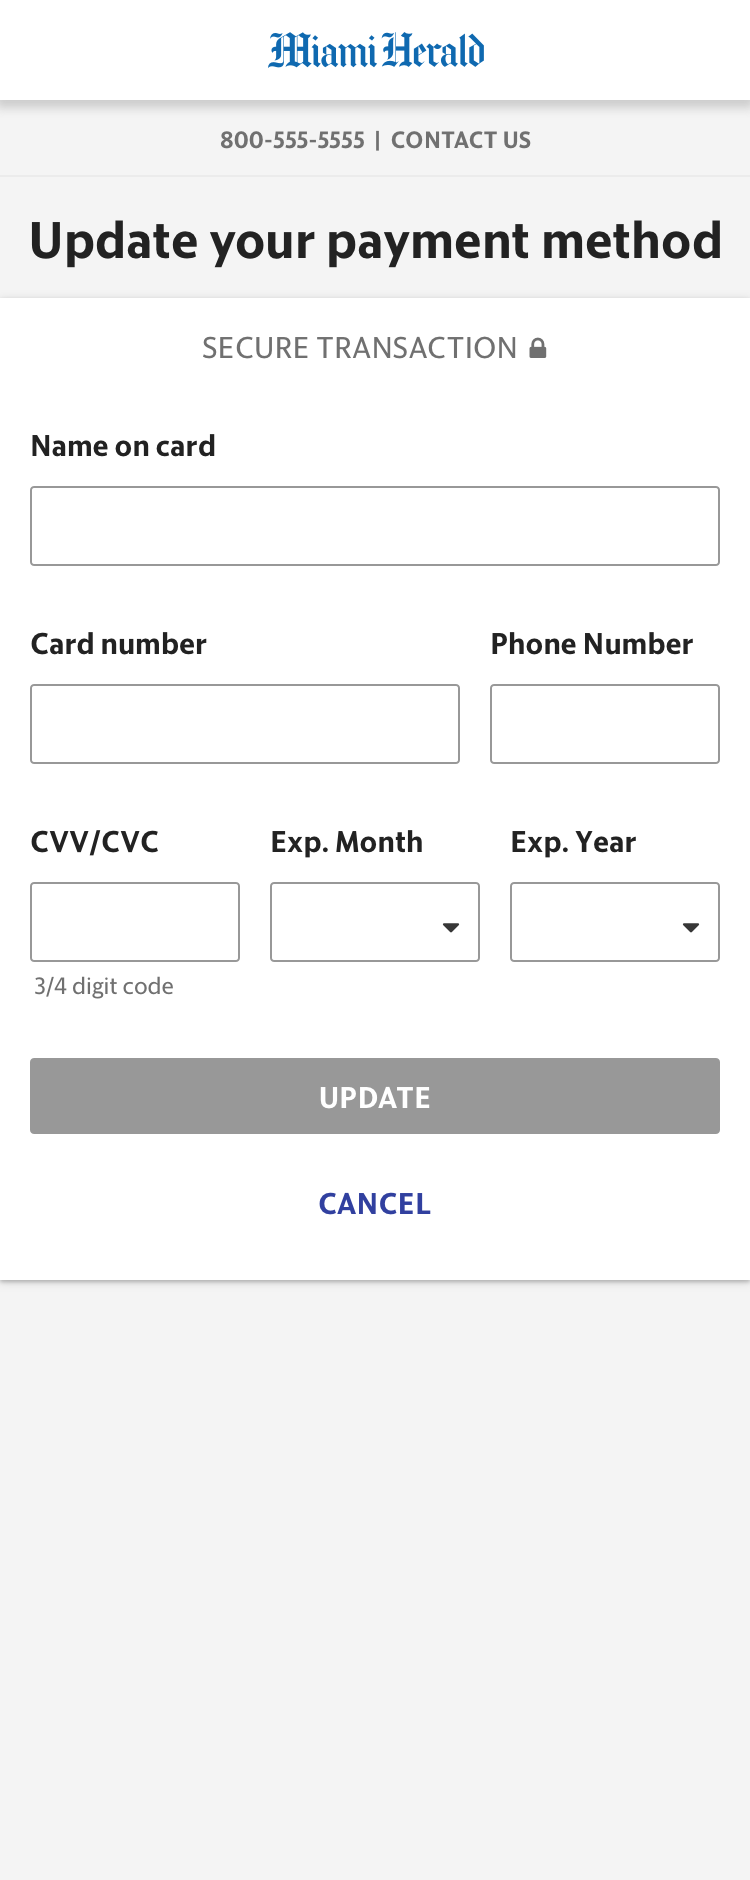 Miami Herald
800-555-5555 | CONTACT US
Update your payment method
SECURE TRANSACTION
Name on card
Card number Phone Number
CVV/CVC Exp. Month Exp. Year
3/4 digit code
UPDATE
CANCEL